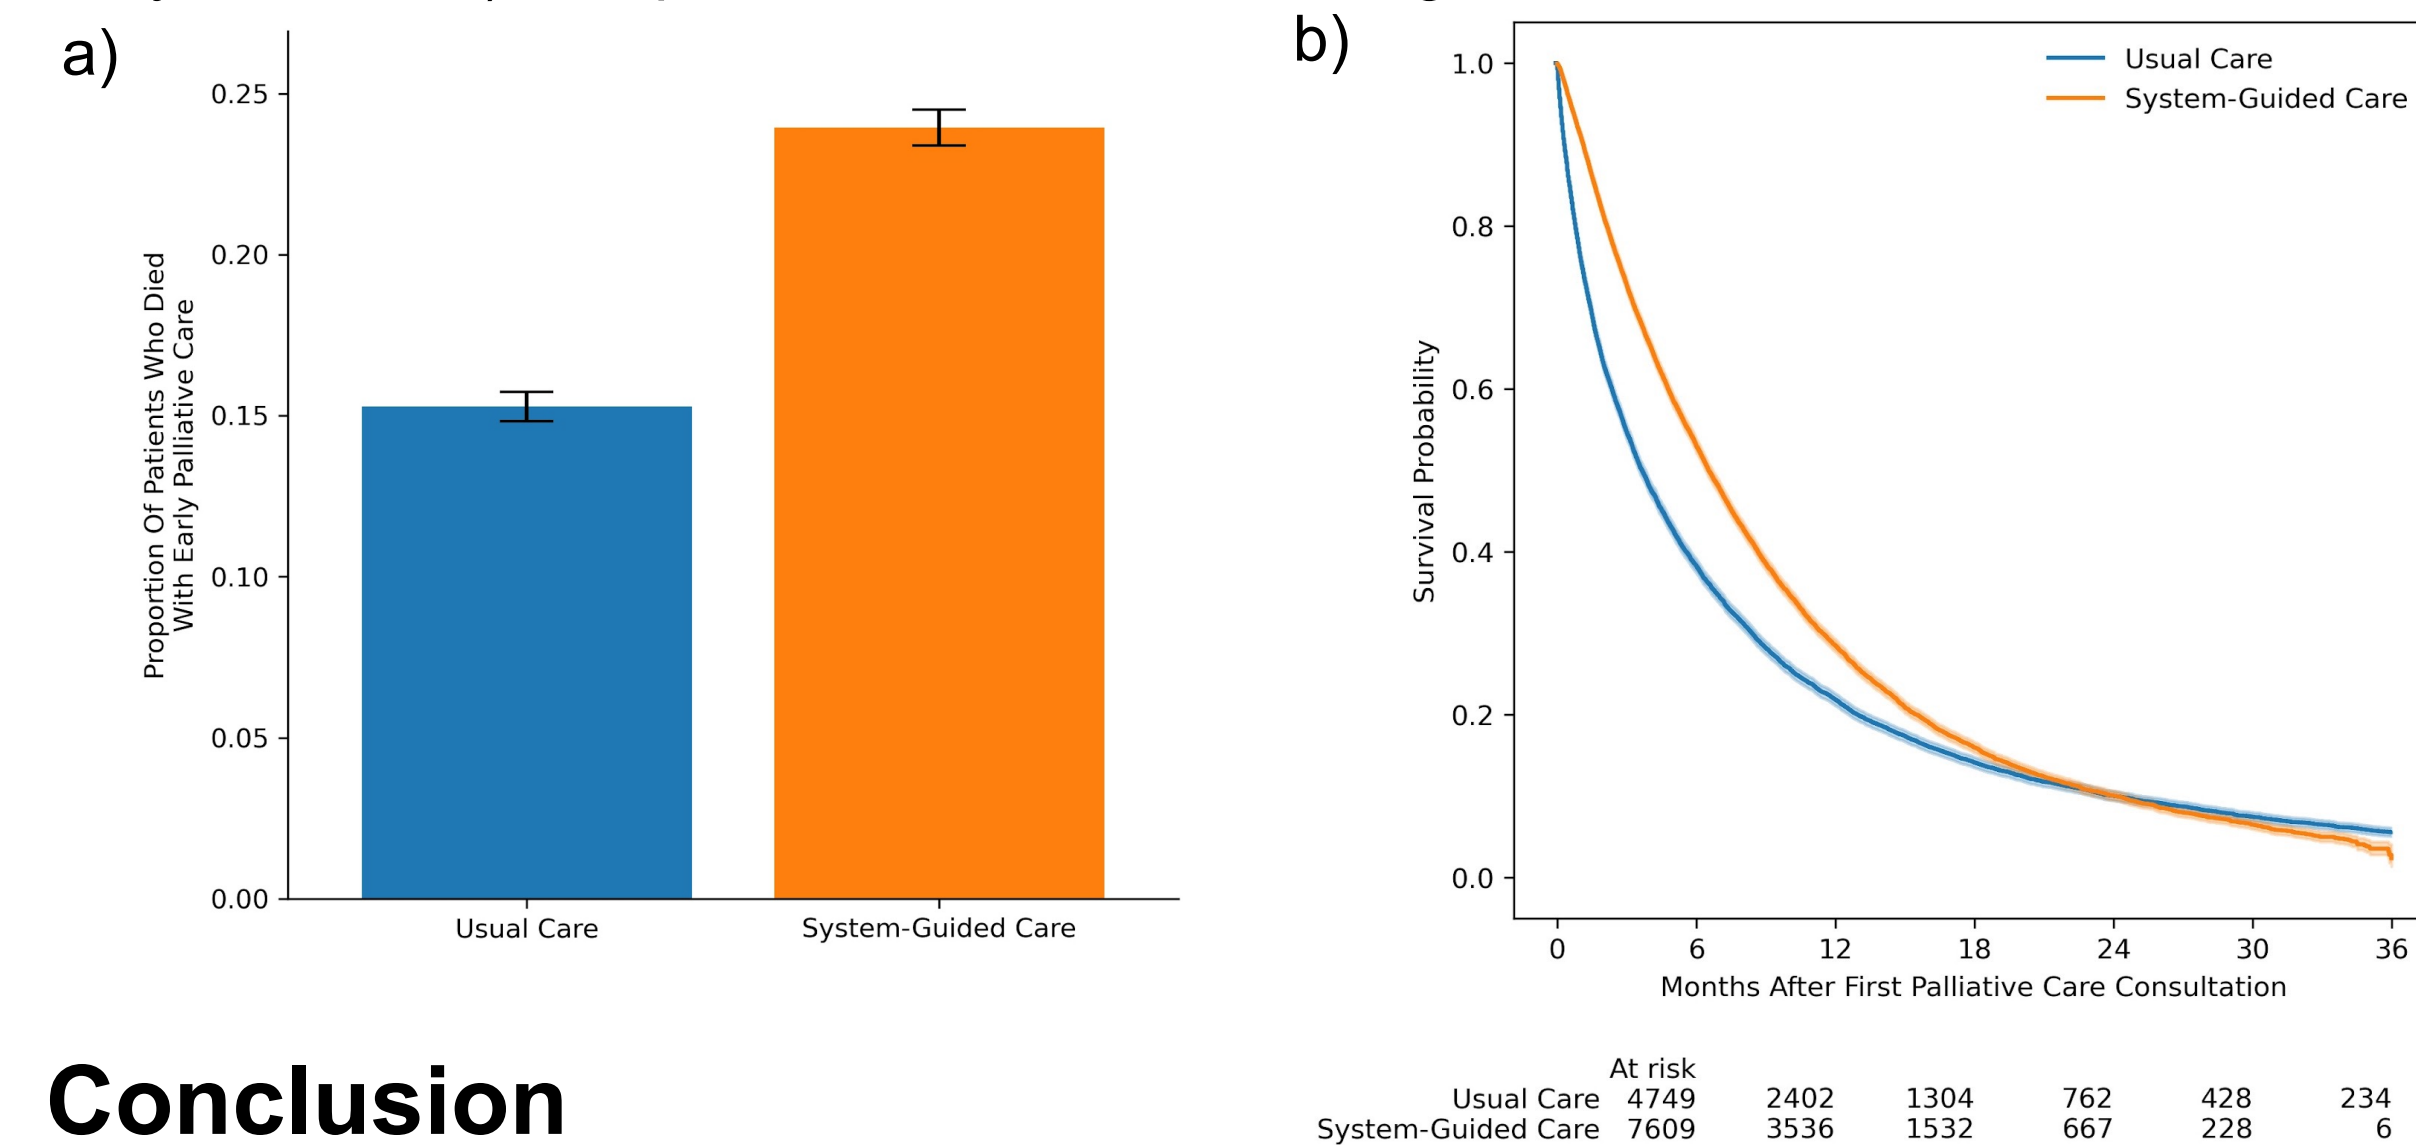 a)
0.25
0.20
0.15
0.10
0.05
0.00
Proportion Of Patients Who Died
With Early Palliative Care
Usual Care
System-Guided Care
b)
Usual Care
System-Guided Care
1.0
0.8
0.6
0.4
0.2
0.0
Survival Probability
0 6 12 18 24 30 36
Months After First Palliative Care Consultation
At risk
Usual Care 4749 2402 1304 762 428 234
System-Guided Care 7609 3536 1532 667 228 6
Conclusion